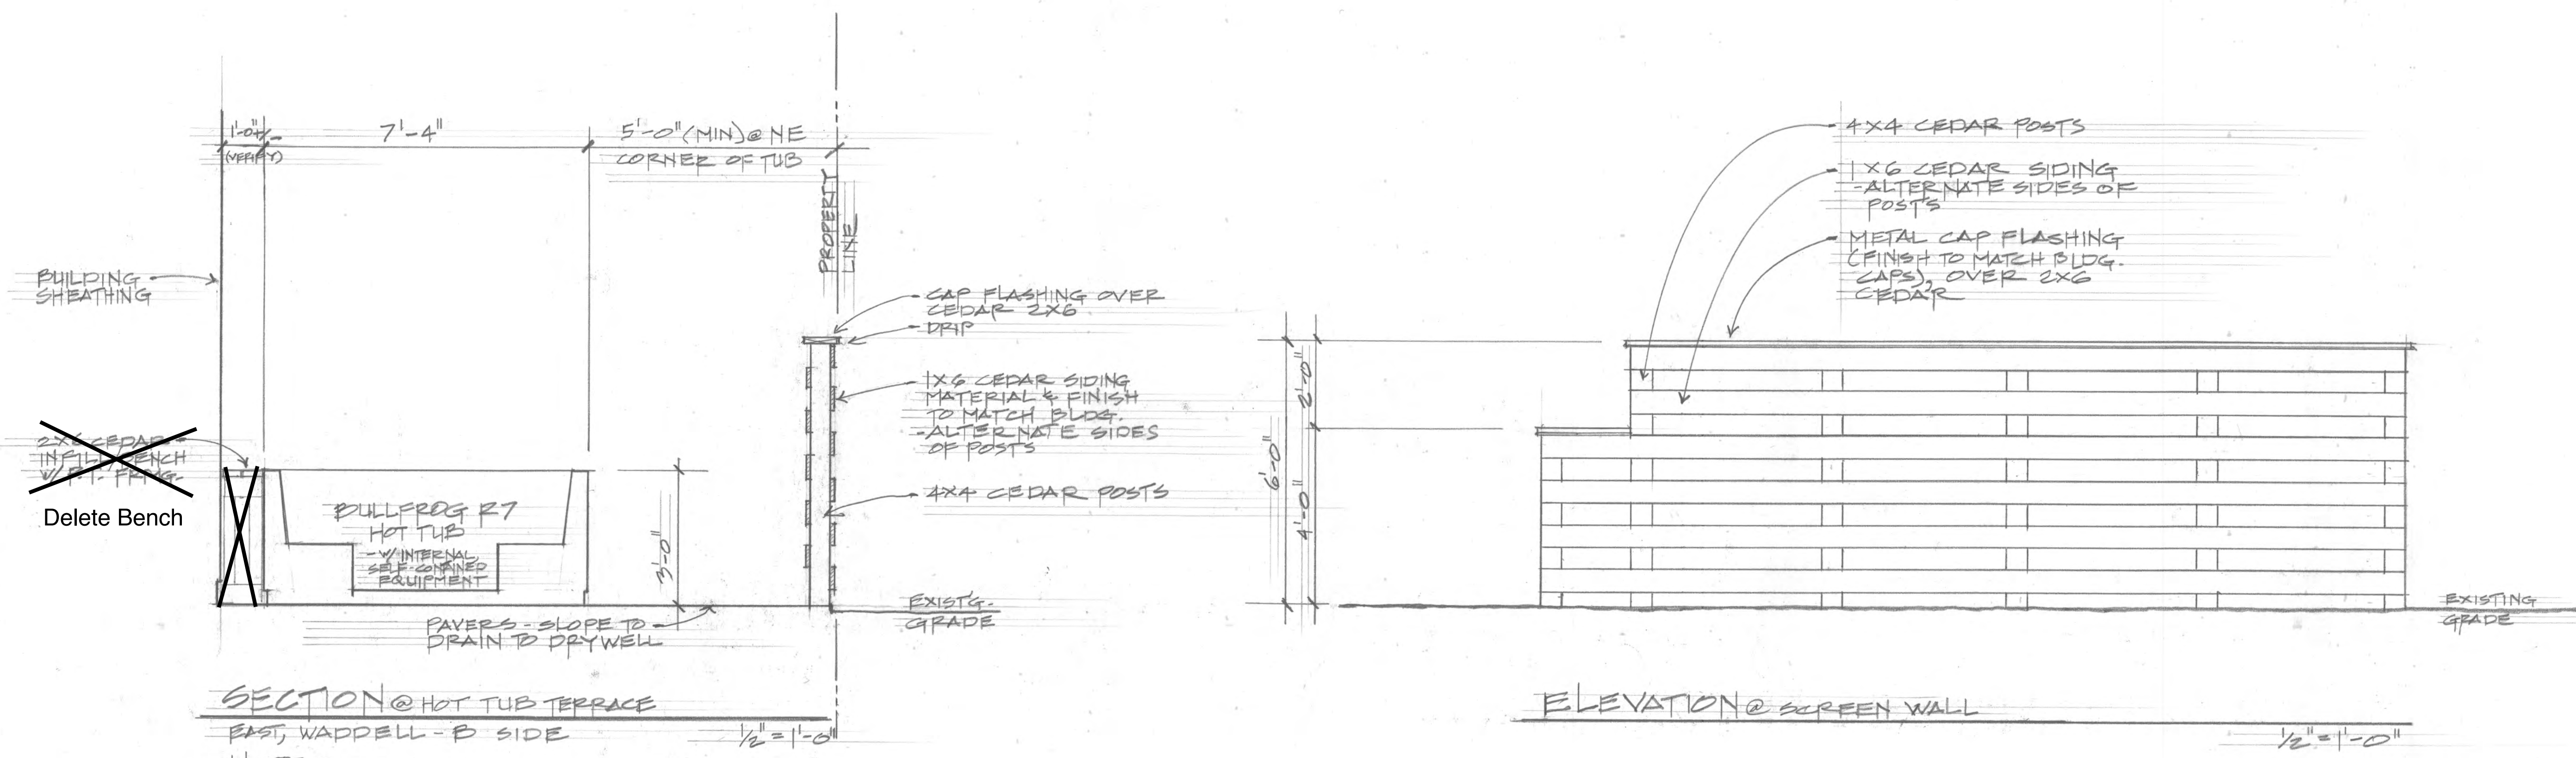 1'-0"+/-
(VERIFY)
7'-4"
5'-0"(MIN)@ NE
CORNER OF TUB
PROPERTY
LINE
BUILDING
SHEATHING
CAP FLASHING OVER
CEDAR 2X6
DRIP
1X6 CEDAR SIDING
MATERIAL & FINISH
TO MATCH BLDG.
-ALTERNATE SIDES
OF POSTS
4X4 CEDAR POSTS
2X6 CEDAR
INFILL/BENCH
W/ P.T. FRMG.
Delete Bench
BULLFROG R7
HOT TUB
-W/ INTERNAL,
SELF-CONTAINED
EQUIPMENT
3'-0"
EXIST'G.
GRADE
PAVERS - SLOPE TO
DRAIN TO DRYWELL
SECTION @ HOT TUB TERRACE
EAST, WADDELL - B SIDE
1/2"=1'-0"
4X4 CEDAR POSTS
1X6 CEDAR SIDING
-ALTERNATE SIDES OF
POSTS
METAL CAP FLASHING
(FINISH TO MATCH BLDG.
CAPS), OVER 2X6
CEDAR
2'-0"
6'-0"
4'-0"
EXISTING
GRADE
ELEVATION @ SCREEN WALL
1/2"=1'-0"